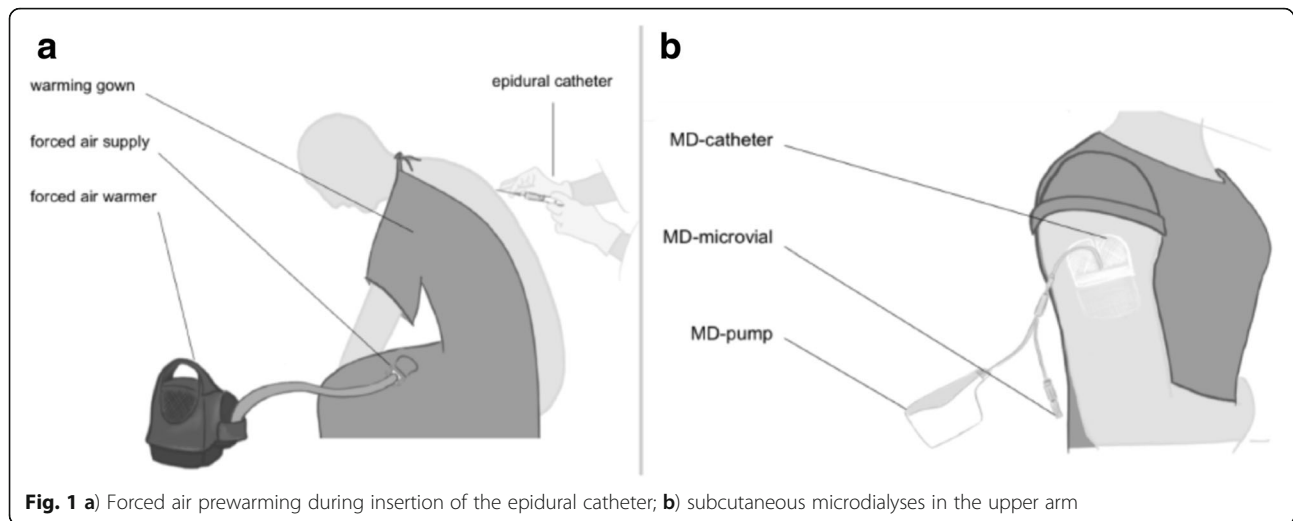 a
warming gown
forced air supply
forced air warmer
epidural catheter
b
MD-catheter
MD-microvial
MD-pump
Fig. 1 a) Forced air prewarming during insertion of the epidural catheter; b) subcutaneous microdialyses in the upper arm